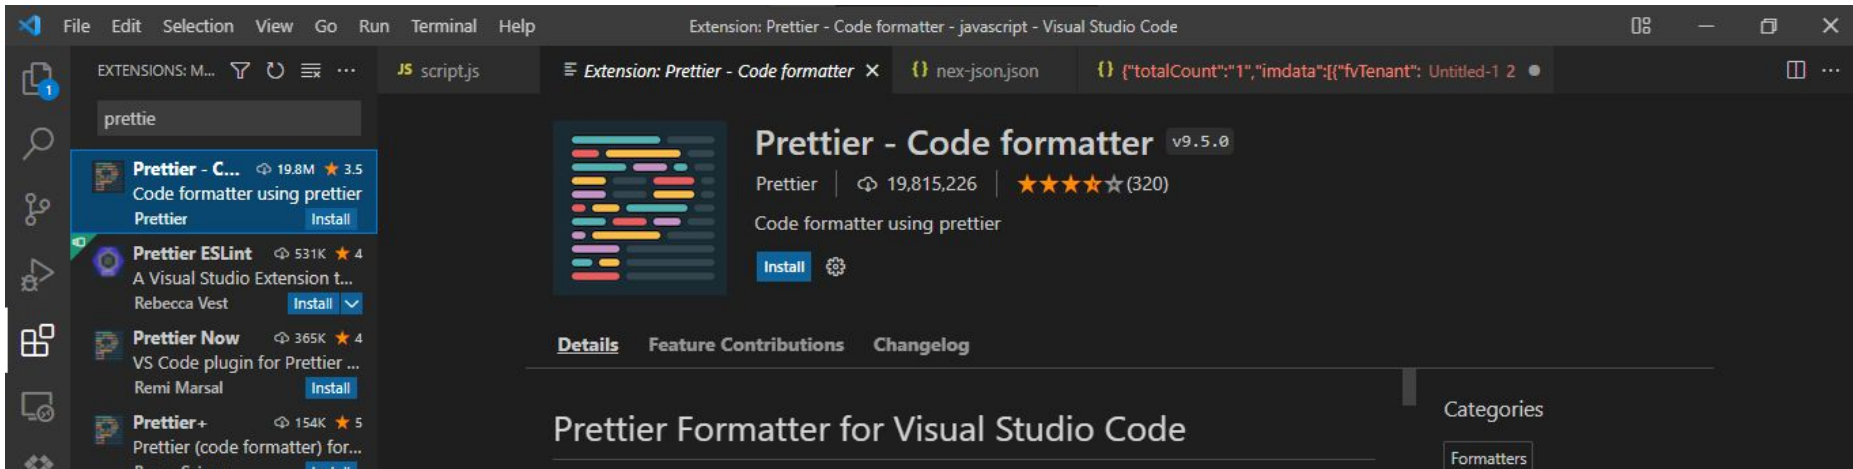 File Edit Selection View Go Run Terminal Help Extension: Prettier - Code formatter - javascript - Visual Studio Code
EXTENSIONS: M... JS script.js Extension: Prettier - Code formatter {} nex-json.json {} {"totalCount":"1","imdata":[{"fvTenant": Untitled-1 2
1
prettie
Prettier - C... 19.8M 3.5
Code formatter using prettier
Prettier Install
Prettier ESLint 531K 4
A Visual Studio Extension t...
Rebecca Vest Install
Prettier Now 365K 4
VS Code plugin for Prettier ...
Remi Marsal Install
Prettier+ 154K 5
Prettier (code formatter) for...
Prettier - Code formatter v9.5.0
Prettier 19,815,226 (320)
Code formatter using prettier
Install
Details Feature Contributions Changelog
Prettier Formatter for Visual Studio Code
Categories
Formatters